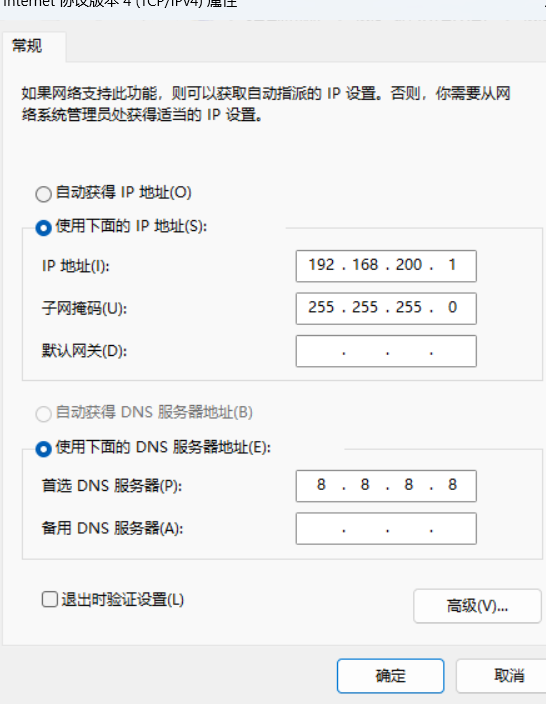 Internet 协议版本 4 (TCP/IPv4) 属性
常规
如果网络支持此功能，则可以获取自动指派的 IP 设置。否则，你需要从网
络系统管理员处获得适当的 IP 设置。
自动获得 IP 地址(O)
使用下面的 IP 地址(S):
IP 地址(I): 192 . 168 . 200 . 1
子网掩码(U): 255 . 255 . 255 . 0
默认网关(D): . . .
自动获得 DNS 服务器地址(B)
使用下面的 DNS 服务器地址(E):
首选 DNS 服务器(P): 8 . 8 . 8 . 8
备用 DNS 服务器(A): . . .
退出时验证设置(L)
高级(V)...
确定 取消